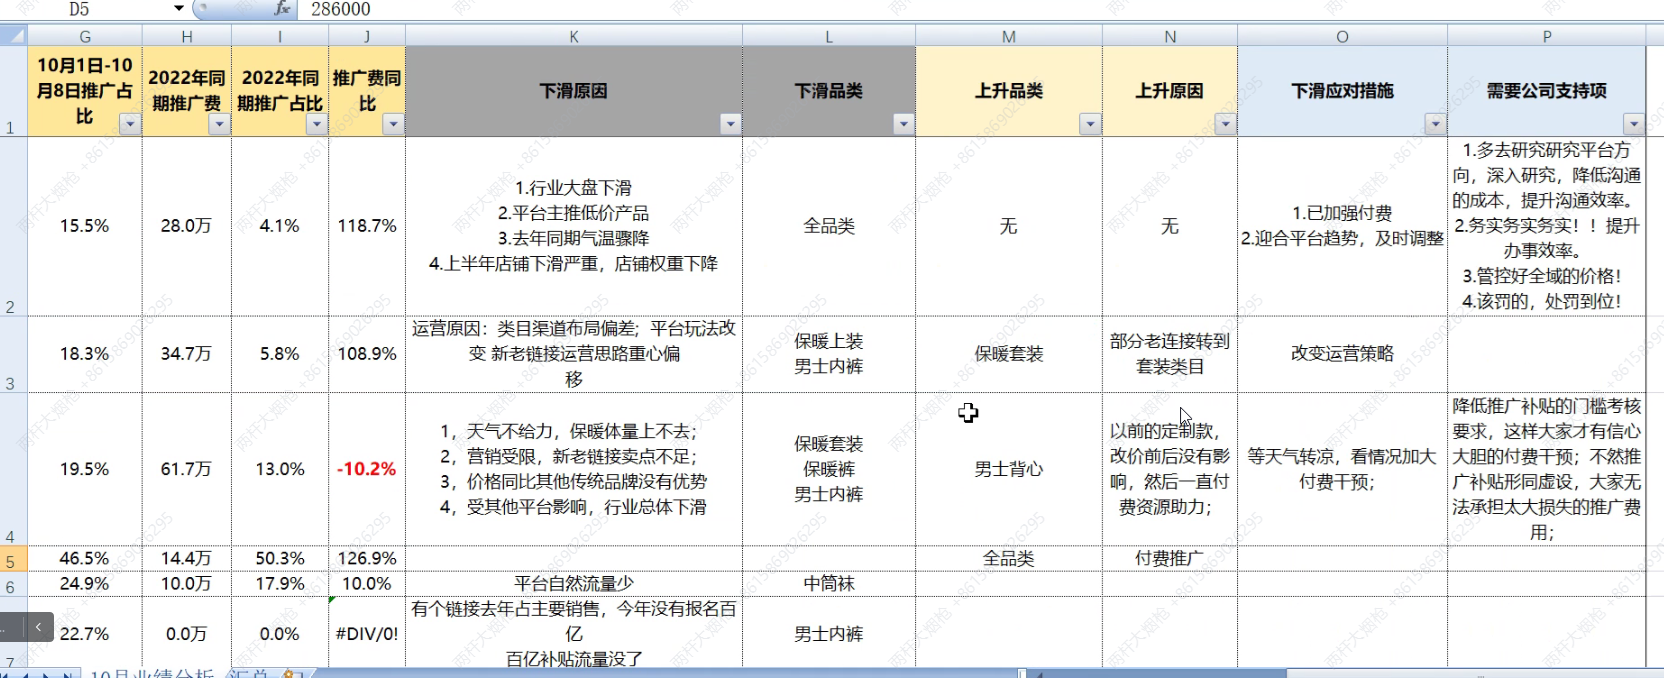 D5 fx 286000
G H I J K L M N O P
10月1日-10
月8日推广占
比
2022年同
期推广费
2022年同
期推广占比
推广费同
比
下滑原因
下滑品类
上升品类
上升原因
下滑应对措施
需要公司支持项
1
15.5%
28.0万
4.1%
118.7%
1.行业大盘下滑
2.平台主推低价产品
3.去年同期气温骤降
4.上半年店铺下滑严重，店铺权重下降
全品类
无
无
1.已加强付费
2.迎合平台趋势，及时调整
1.多去研究研究平台方
向，深入研究，降低沟通
的成本，提升沟通效率。
2.务实务实务实！！提升
办事效率。
3.管控好全域的价格！
4.该罚的，处罚到位！
2
18.3%
34.7万
5.8%
108.9%
运营原因：类目渠道布局偏差；平台玩法改
变 新老链接运营思路重心偏
移
保暖上装
男士内裤
保暖套装
部分老连接转到
套装类目
改变运营策略
3
19.5%
61.7万
13.0%
-10.2%
1，天气不给力，保暖体量上不去；
2，营销受限，新老链接卖点不足；
3，价格同比其他传统品牌没有优势
4，受其他平台影响，行业总体下滑
保暖套装
保暖裤
男士内裤
男士背心
以前的定制款，
改价前后没有影
响，然后一直付
费资源助力；
等天气转凉，看情况加大
付费干预；
降低推广补贴的门槛考核
要求，这样大家才有信心
大胆的付费干预；不然推
广补贴形同虚设，大家无
法承担太大损失的推广费
用；
4
5 46.5% 14.4万 50.3% 126.9% 全品类 付费推广
6 24.9% 10.0万 17.9% 10.0% 平台自然流量少 中筒袜
22.7%
0.0万
0.0%
#DIV/0!
有个链接去年占主要销售，今年没有报名百
亿
百亿补贴流量没了
男士内裤
7
10月业绩分析 汇总
两杆大烟枪 +8615869026295